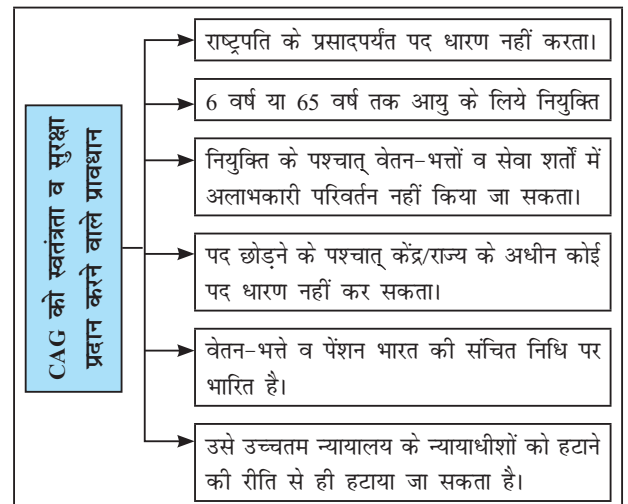 CAG को स्वतंत्रता व सुरक्षा
प्रदान करने वाले प्रावधान
राष्ट्रपति के प्रसादपर्यंत पद धारण नहीं करता।
6 वर्ष या 65 वर्ष तक आयु के लिये नियुक्ति
नियुक्ति के पश्चात् वेतन-भत्तों व सेवा शर्तों में
अलाभकारी परिवर्तन नहीं किया जा सकता।
पद छोड़ने के पश्चात् केंद्र/राज्य के अधीन कोई
पद धारण नहीं कर सकता।
वेतन-भत्ते व पेंशन भारत की संचित निधि पर
भारित है।
उसे उच्चतम न्यायालय के न्यायाधीशों को हटाने
की रीति से ही हटाया जा सकता है।